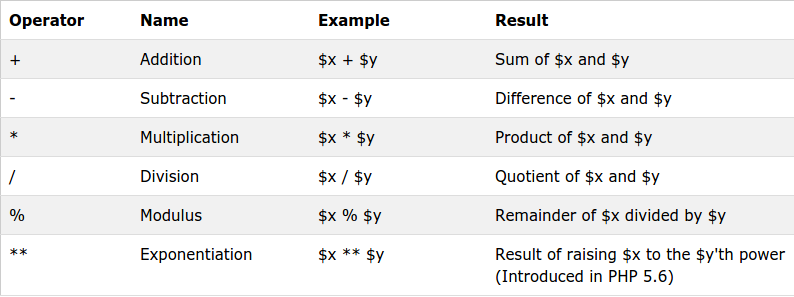 Operator Name Example Result
+ Addition $x + $y Sum of $x and $y
- Subtraction $x - $y Difference of $x and $y
* Multiplication $x * $y Product of $x and $y
/ Division $x / $y Quotient of $x and $y
% Modulus $x % $y Remainder of $x divided by $y
** Exponentiation $x ** $y Result of raising $x to the $y'th power
(Introduced in PHP 5.6)